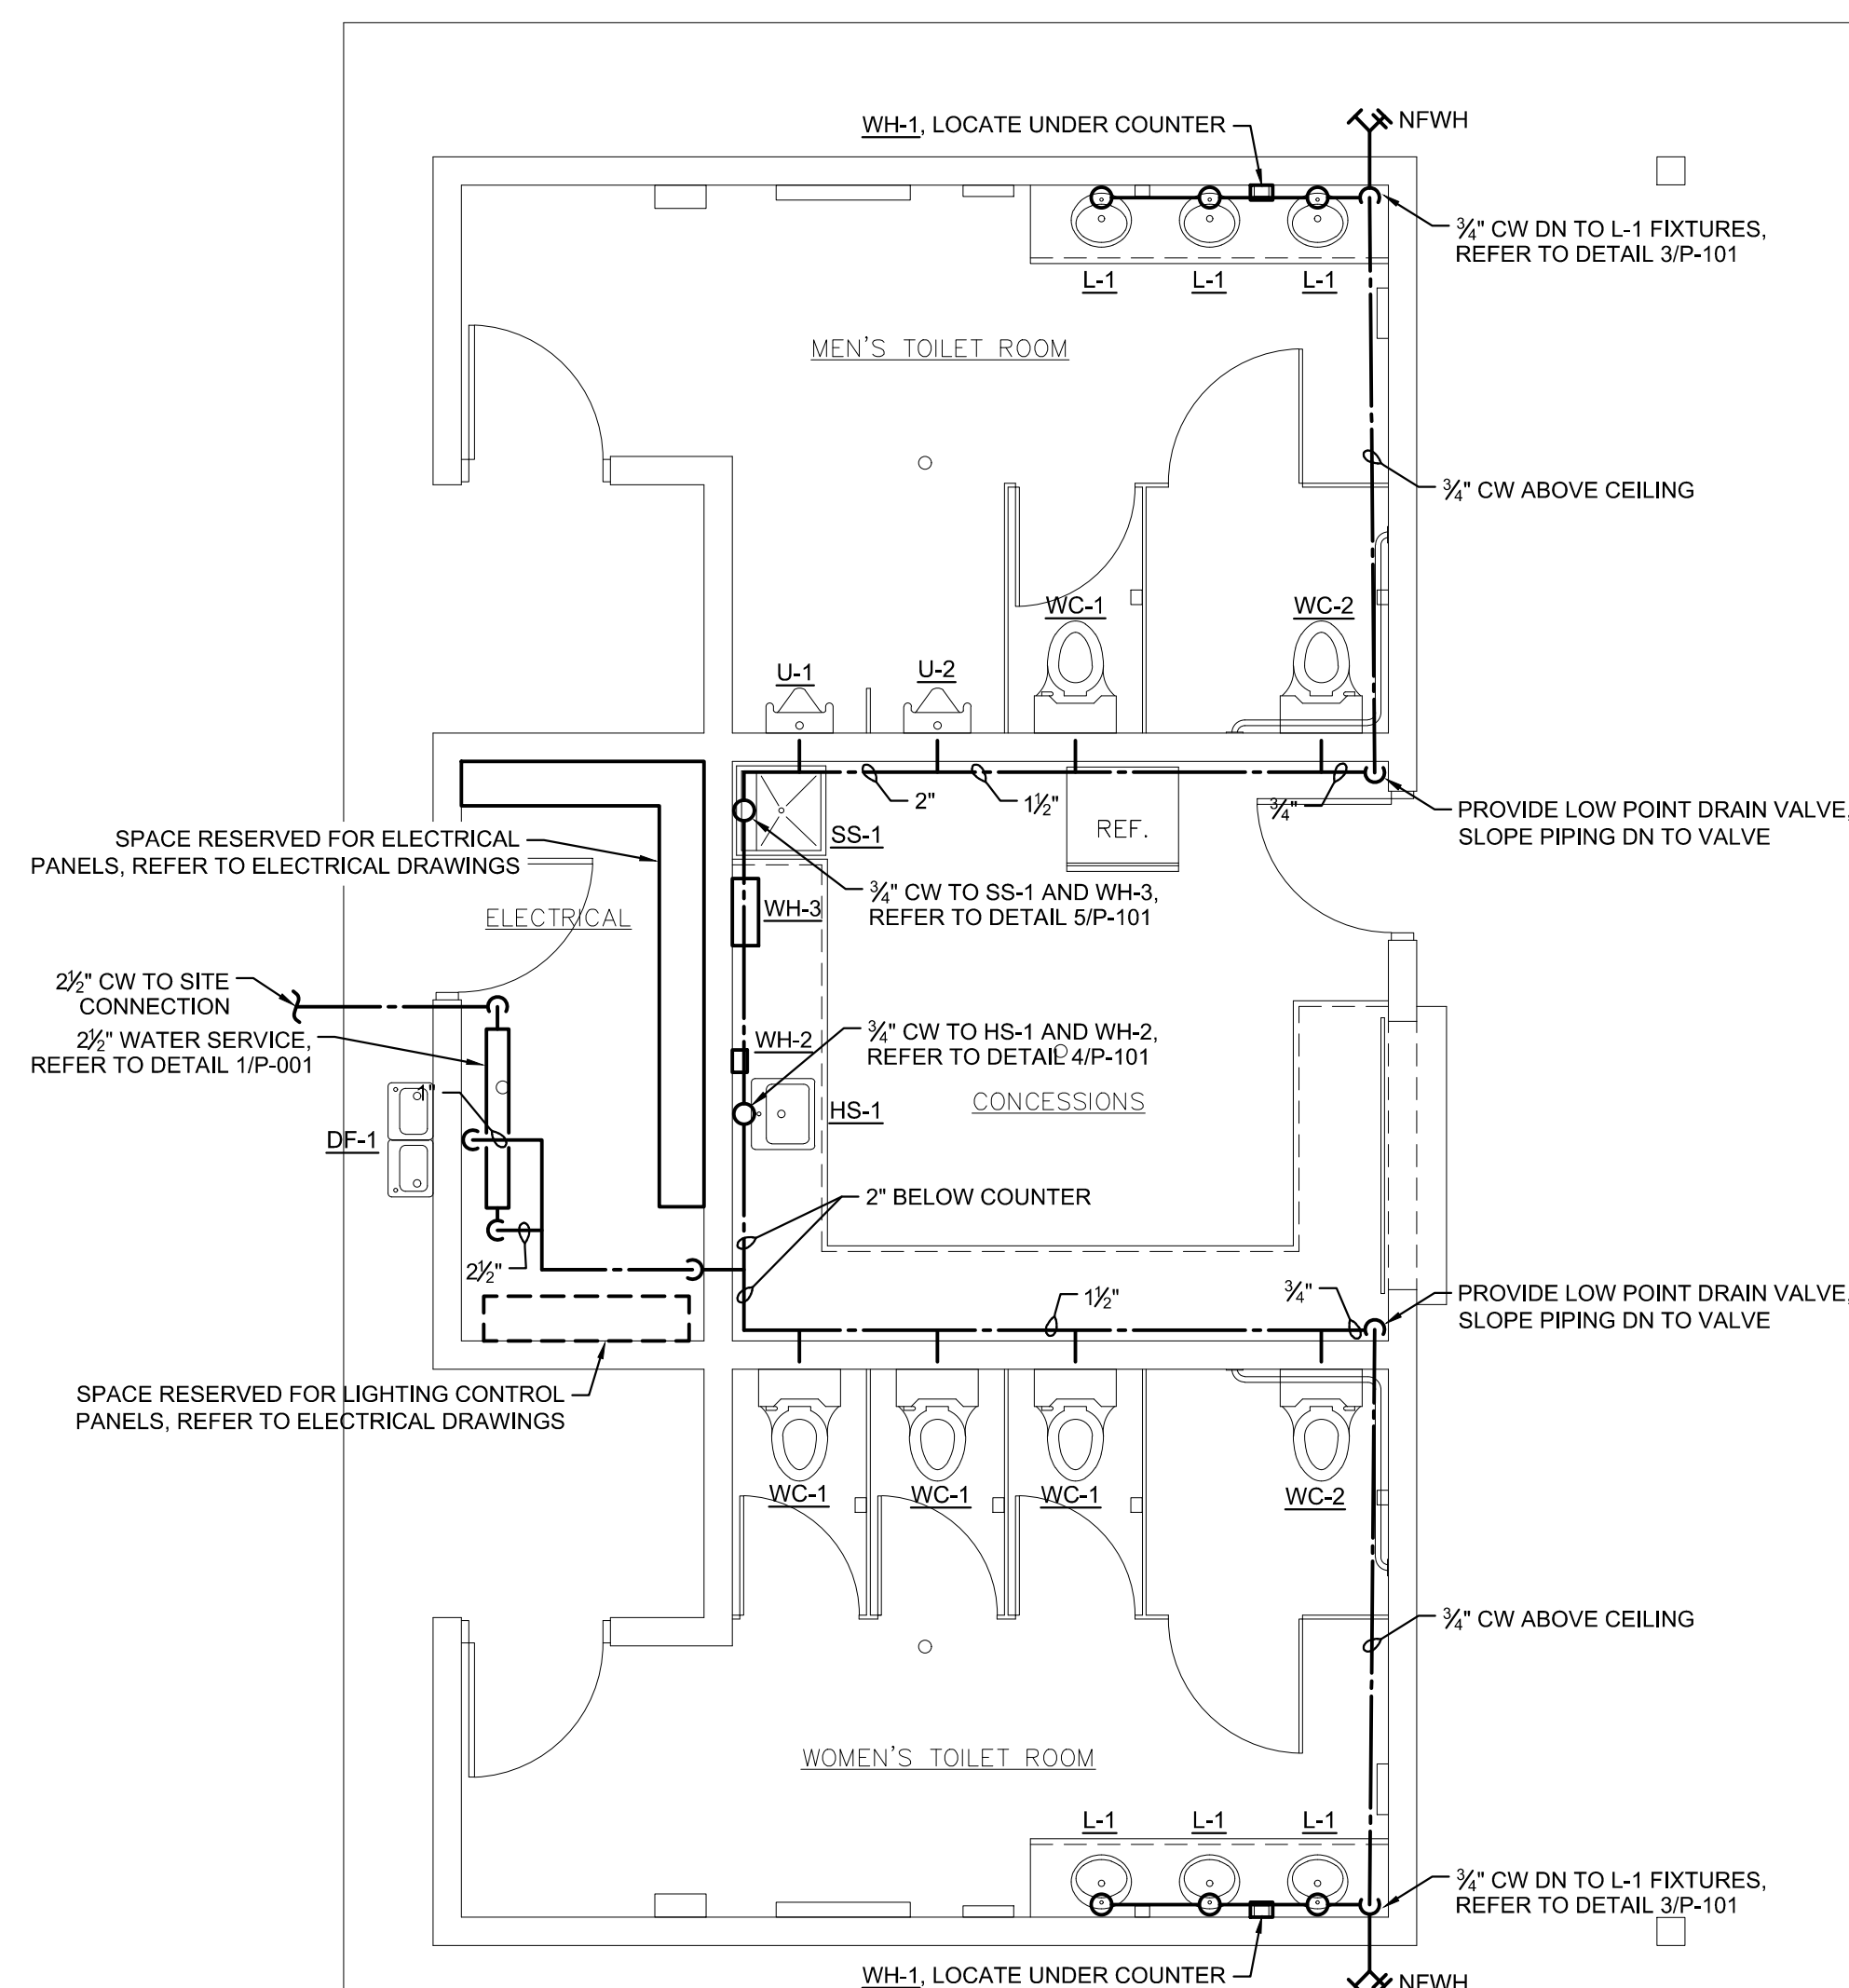 WH-1, LOCATE UNDER COUNTER
NFWH
¾" CW DN TO L-1 FIXTURES,
REFER TO DETAIL 3/P-101
L-1
L-1
L-1
MEN'S TOILET ROOM
¾" CW ABOVE CEILING
WC-1
WC-2
U-1
U-2
2"
1½"
¾"
REF.
PROVIDE LOW POINT DRAIN VALVE,
SLOPE PIPING DN TO VALVE
SPACE RESERVED FOR ELECTRICAL
PANELS, REFER TO ELECTRICAL DRAWINGS
SS-1
¾" CW TO SS-1 AND WH-3,
REFER TO DETAIL 5/P-101
WH-3
ELECTRICAL
2½" CW TO SITE
CONNECTION
2½" WATER SERVICE,
REFER TO DETAIL 1/P-001
WH-2
¾" CW TO HS-1 AND WH-2,
REFER TO DETAIL 4/P-101
1"
CONCESSIONS
HS-1
DF-1
2" BELOW COUNTER
2½"
1½"
¾"
PROVIDE LOW POINT DRAIN VALVE,
SLOPE PIPING DN TO VALVE
SPACE RESERVED FOR LIGHTING CONTROL
PANELS, REFER TO ELECTRICAL DRAWINGS
WC-1
WC-1
WC-1
WC-2
¾" CW ABOVE CEILING
WOMEN'S TOILET ROOM
L-1
L-1
L-1
¾" CW DN TO L-1 FIXTURES,
REFER TO DETAIL 3/P-101
WH-1, LOCATE UNDER COUNTER
NFWH